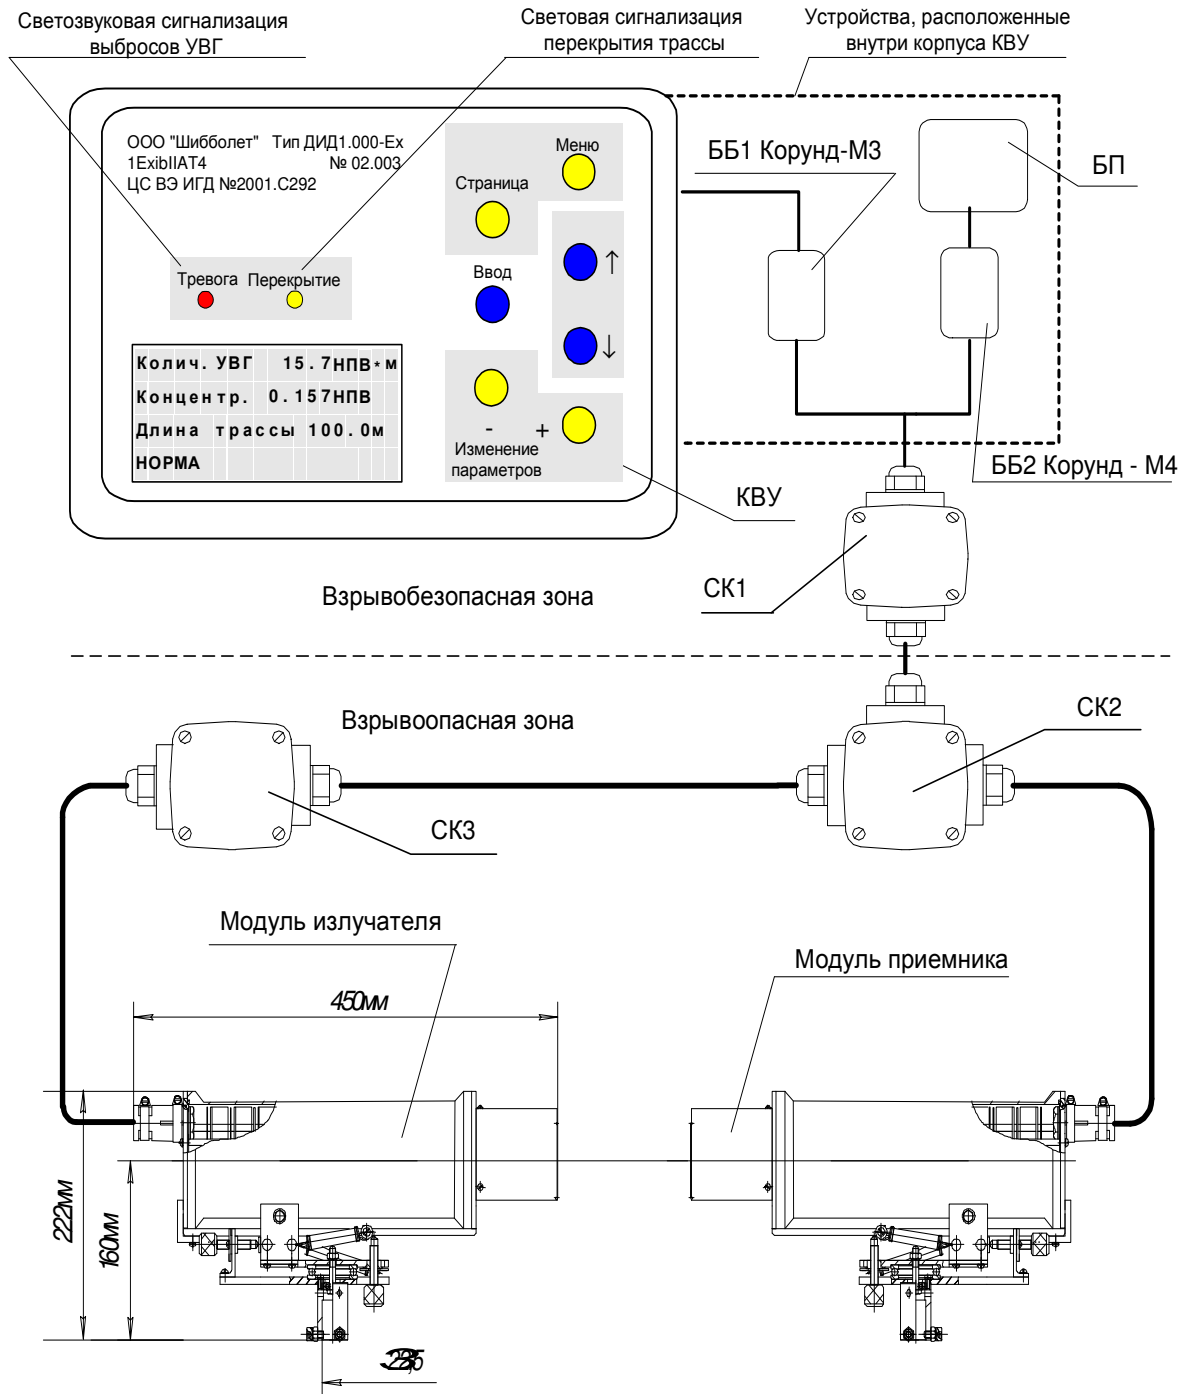 Светозвуковая сигнализация
выбросов УВГ
Световая сигнализация
перекрытия трассы
Устройства, расположенные
внутри корпуса КВУ
ООО "Шибболет" Тип ДИД1.000-Ex
1ExibIIAT4 № 02.003
ЦС ВЭ ИГД №2001.С292
Меню
Страница
Ввод
↑
↓
Тревога Перекрытие
Колич. УВГ 15.7НПВ*м
Концентр. 0.157НПВ
Длина трассы 100.0м
НОРМА
- +
Изменение
параметров
ББ1 Корунд-М3
БП
ББ2 Корунд - М4
КВУ
СК1
Взрывобезопасная зона
Взрывоопасная зона
СК2
СК3
Модуль излучателя
Модуль приемника
450мм
222мм
160мм